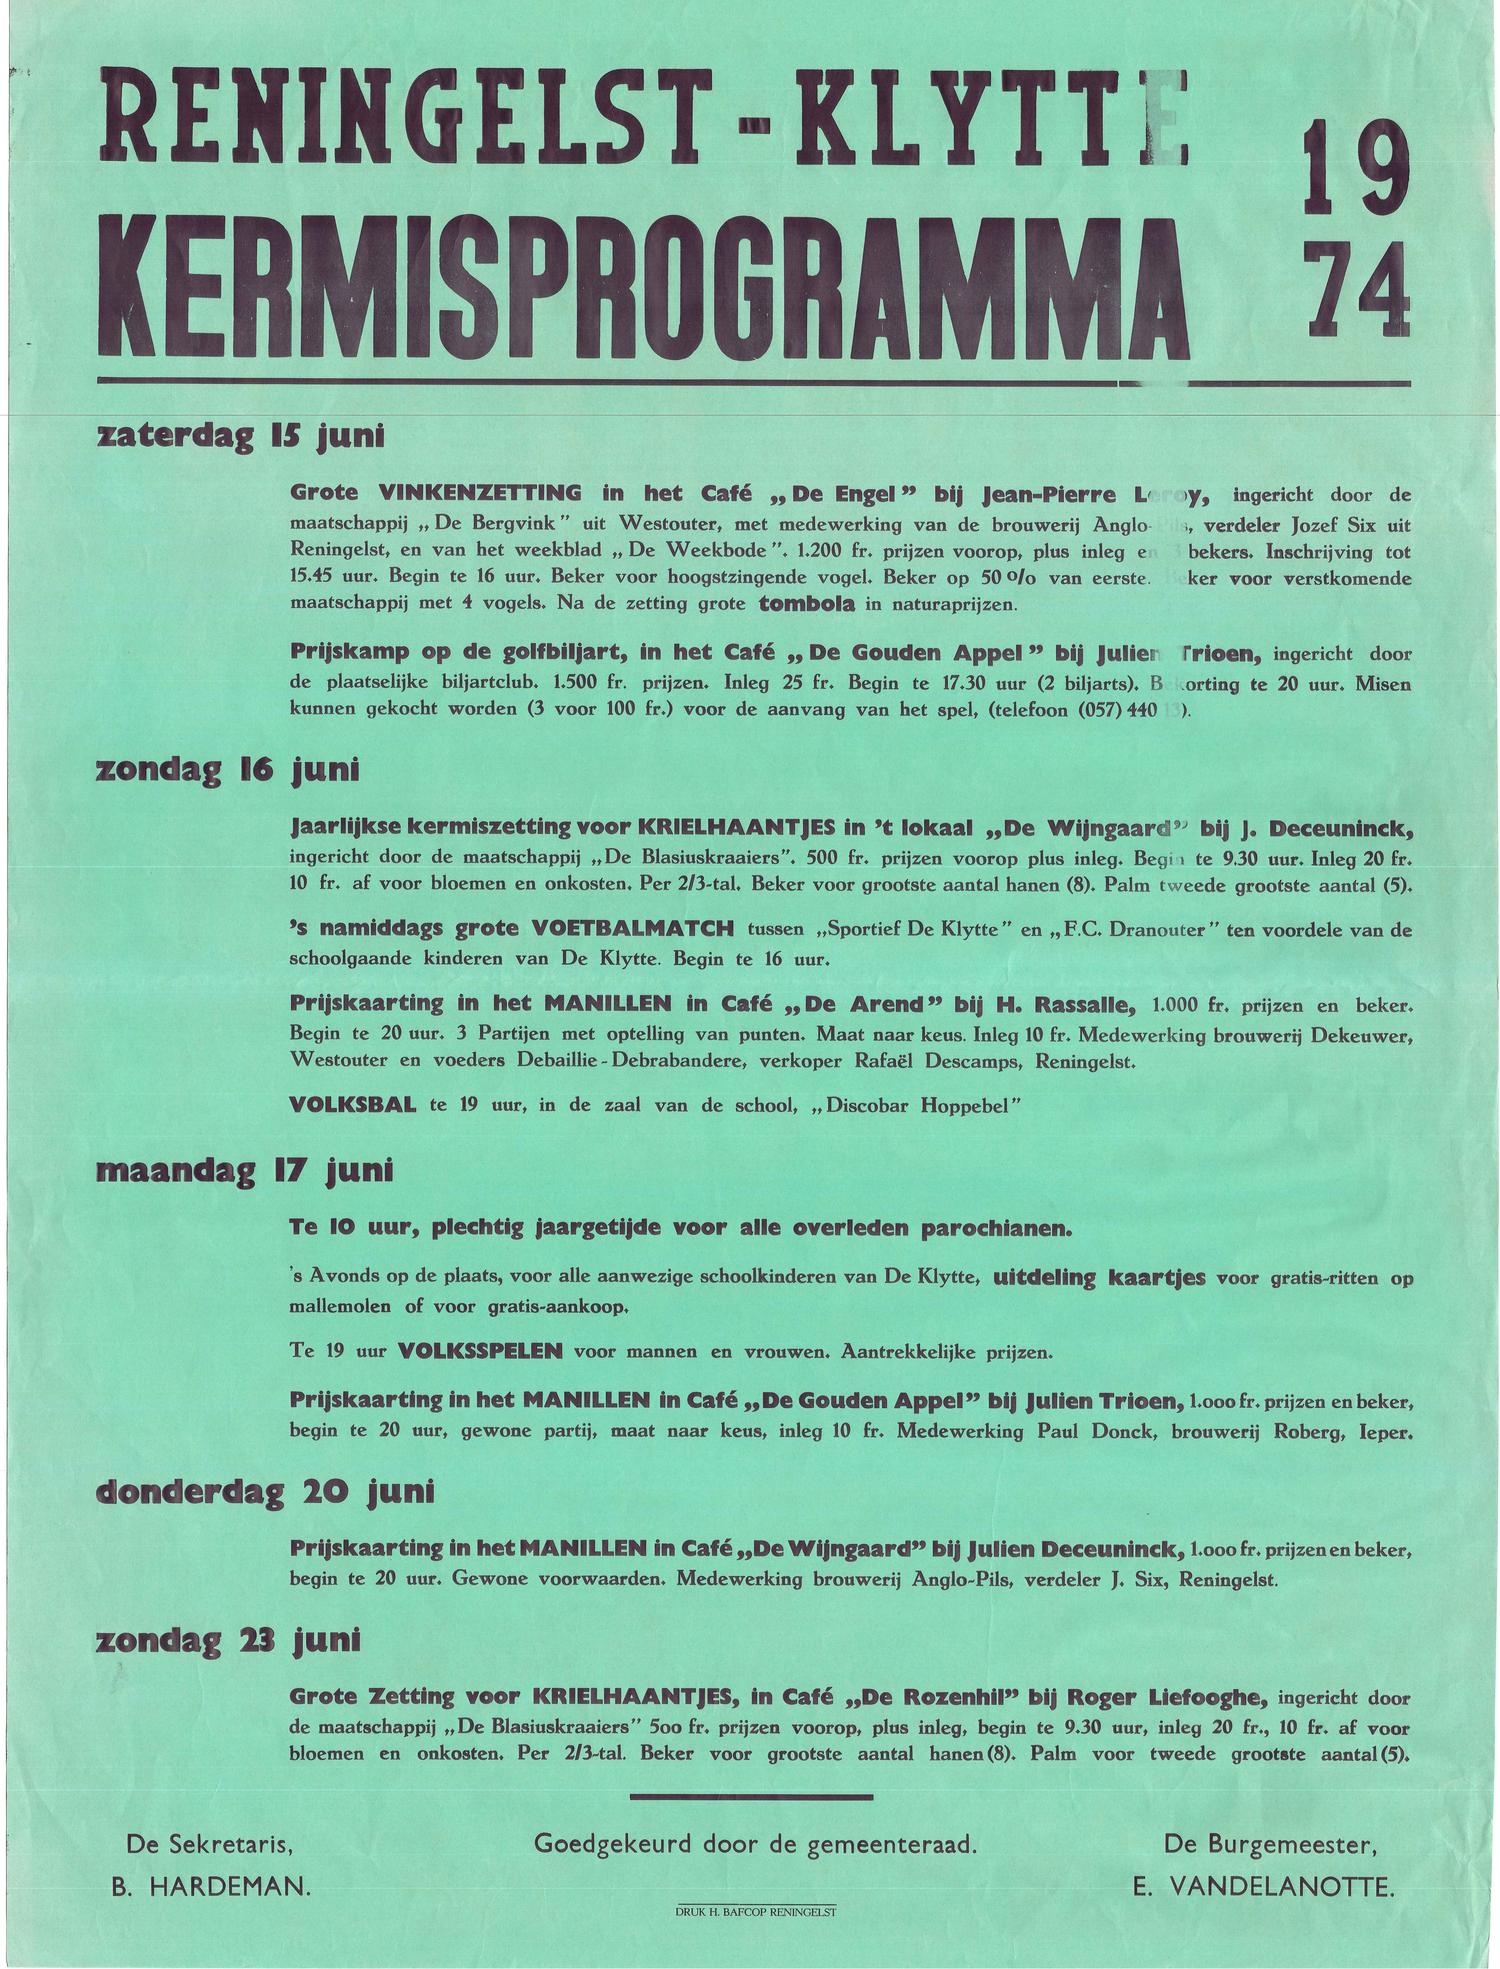 RENINGELST-KLYTTE
19
74
KERMISPROGRAMMA
zaterdag 15 juni
Grote VINKENZETTING in het Café „De Engel” bij Jean-Pierre Leroy, ingericht door de
maatschappij „De Bergvink” uit Westouter, met medewerking van de brouwerij Anglo-Pils, verdeler Jozef Six uit
Reningelst, en van het weekblad „De Weekbode”. 1.200 fr. prijzen voorop, plus inleg en 3 bekers. Inschrijving tot
15.45 uur. Begin te 16 uur. Beker voor hoogstzingende vogel. Beker op 50 o/o van eerste. Beker voor verstkomende
maatschappij met 4 vogels. Na de zetting grote tombola in naturaprijzen.
Prijskamp op de golfbiljart, in het Café „De Gouden Appel” bij Julien Trioen, ingericht door
de plaatselijke biljartclub. 1.500 fr. prijzen. Inleg 25 fr. Begin te 17.30 uur (2 biljarts). Bekorting te 20 uur. Misen
kunnen gekocht worden (3 voor 100 fr.) voor de aanvang van het spel, (telefoon (057) 440 13).
zondag 16 juni
Jaarlijkse kermiszetting voor KRIELHAANTJES in 't lokaal „De Wijngaard” bij J. Deceuninck,
ingericht door de maatschappij „De Blasiuskraaiers”. 500 fr. prijzen voorop plus inleg. Begin te 9.30 uur. Inleg 20 fr.
10 fr. af voor bloemen en onkosten. Per 2/3-tal. Beker voor grootste aantal hanen (8). Palm tweede grootste aantal (5).
's namiddags grote VOETBALMATCH tussen „Sportief De Klytte” en „F.C. Dranouter” ten voordele van de
schoolgaande kinderen van De Klytte. Begin te 16 uur.
Prijskaarting in het MANILLEN in Café „De Arend” bij H. Rassalle, 1.000 fr. prijzen en beker.
Begin te 20 uur. 3 Partijen met optelling van punten. Maat naar keus. Inleg 10 fr. Medewerking brouwerij Dekeuwer,
Westouter en voeders Debaillie-Debrabandere, verkoper Rafaël Descamps, Reningelst.
VOLKSBAL te 19 uur, in de zaal van de school, „Discobar Hoppebel”
maandag 17 juni
Te 10 uur, plechtig jaargetijde voor alle overleden parochianen.
's Avonds op de plaats, voor alle aanwezige schoolkinderen van De Klytte, uitdeling kaartjes voor gratis-ritten op
mallemolen of voor gratis-aankoop.
Te 19 uur VOLKSSPELEN voor mannen en vrouwen. Aantrekkelijke prijzen.
Prijskaarting in het MANILLEN in Café „De Gouden Appel” bij Julien Trioen, 1.000 fr. prijzen en beker,
begin te 20 uur, gewone partij, maat naar keus, inleg 10 fr. Medewerking Paul Donck, brouwerij Roberg, Ieper.
donderdag 20 juni
Prijskaarting in het MANILLEN in Café „De Wijngaard” bij Julien Deceuninck, 1.000 fr. prijzen en beker,
begin te 20 uur. Gewone voorwaarden. Medewerking brouwerij Anglo-Pils, verdeler J. Six, Reningelst.
zondag 23 juni
Grote Zetting voor KRIELHAANTJES, in Café „De Rozenhil” bij Roger Liefooghe, ingericht door
de maatschappij „De Blasiuskraaiers” 500 fr. prijzen voorop, plus inleg, begin te 9.30 uur, inleg 20 fr., 10 fr. af voor
bloemen en onkosten. Per 2/3-tal. Beker voor grootste aantal hanen (8). Palm voor tweede grootste aantal (5).
De Sekretaris, Goedgekeurd door de gemeenteraad. De Burgemeester,
B. HARDEMAN. E. VANDELANOTTE.
DRUK H. BAFCOP RENINGELST